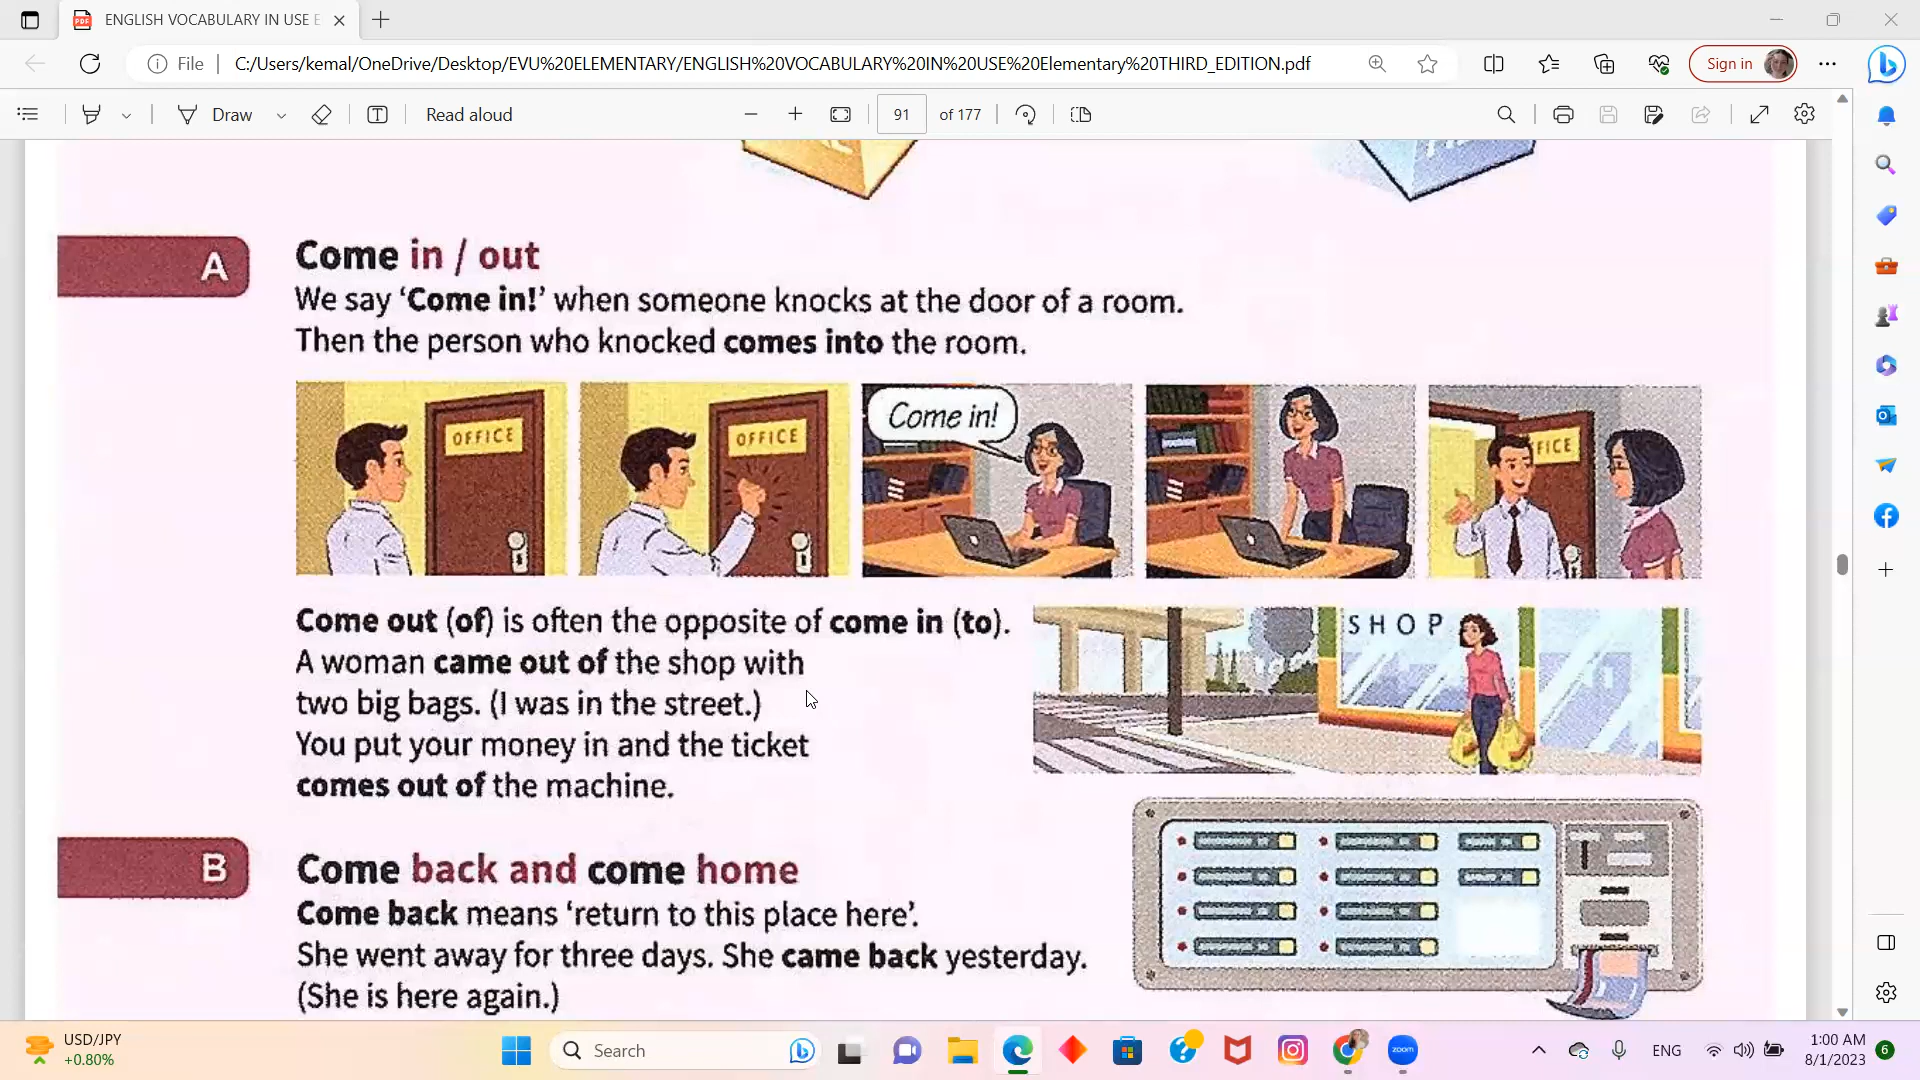 ENGLISH VOCABULARY IN USE E
File
C:/Users/kemal/OneDrive/Desktop/EVU%20ELEMENTARY/ENGLISH%20VOCABULARY%20IN%20USE%20Elementary%20THIRD_EDITION.pdf
Sign in
Draw
Read aloud
91 of 177
A
Come in / out
We say ‘Come in!’ when someone knocks at the door of a room.
Then the person who knocked comes into the room.
OFFICE
OFFICE
Come in!
ICE
Come out (of) is often the opposite of come in (to).
A woman came out of the shop with
two big bags. (I was in the street.)
You put your money in and the ticket
comes out of the machine.
SHOP
B
Come back and come home
Come back means ‘return to this place here’.
She went away for three days. She came back yesterday.
(She is here again.)
USD/JPY
+0.80%
Search
zoom
ENG
1:00 AM
8/1/2023
6